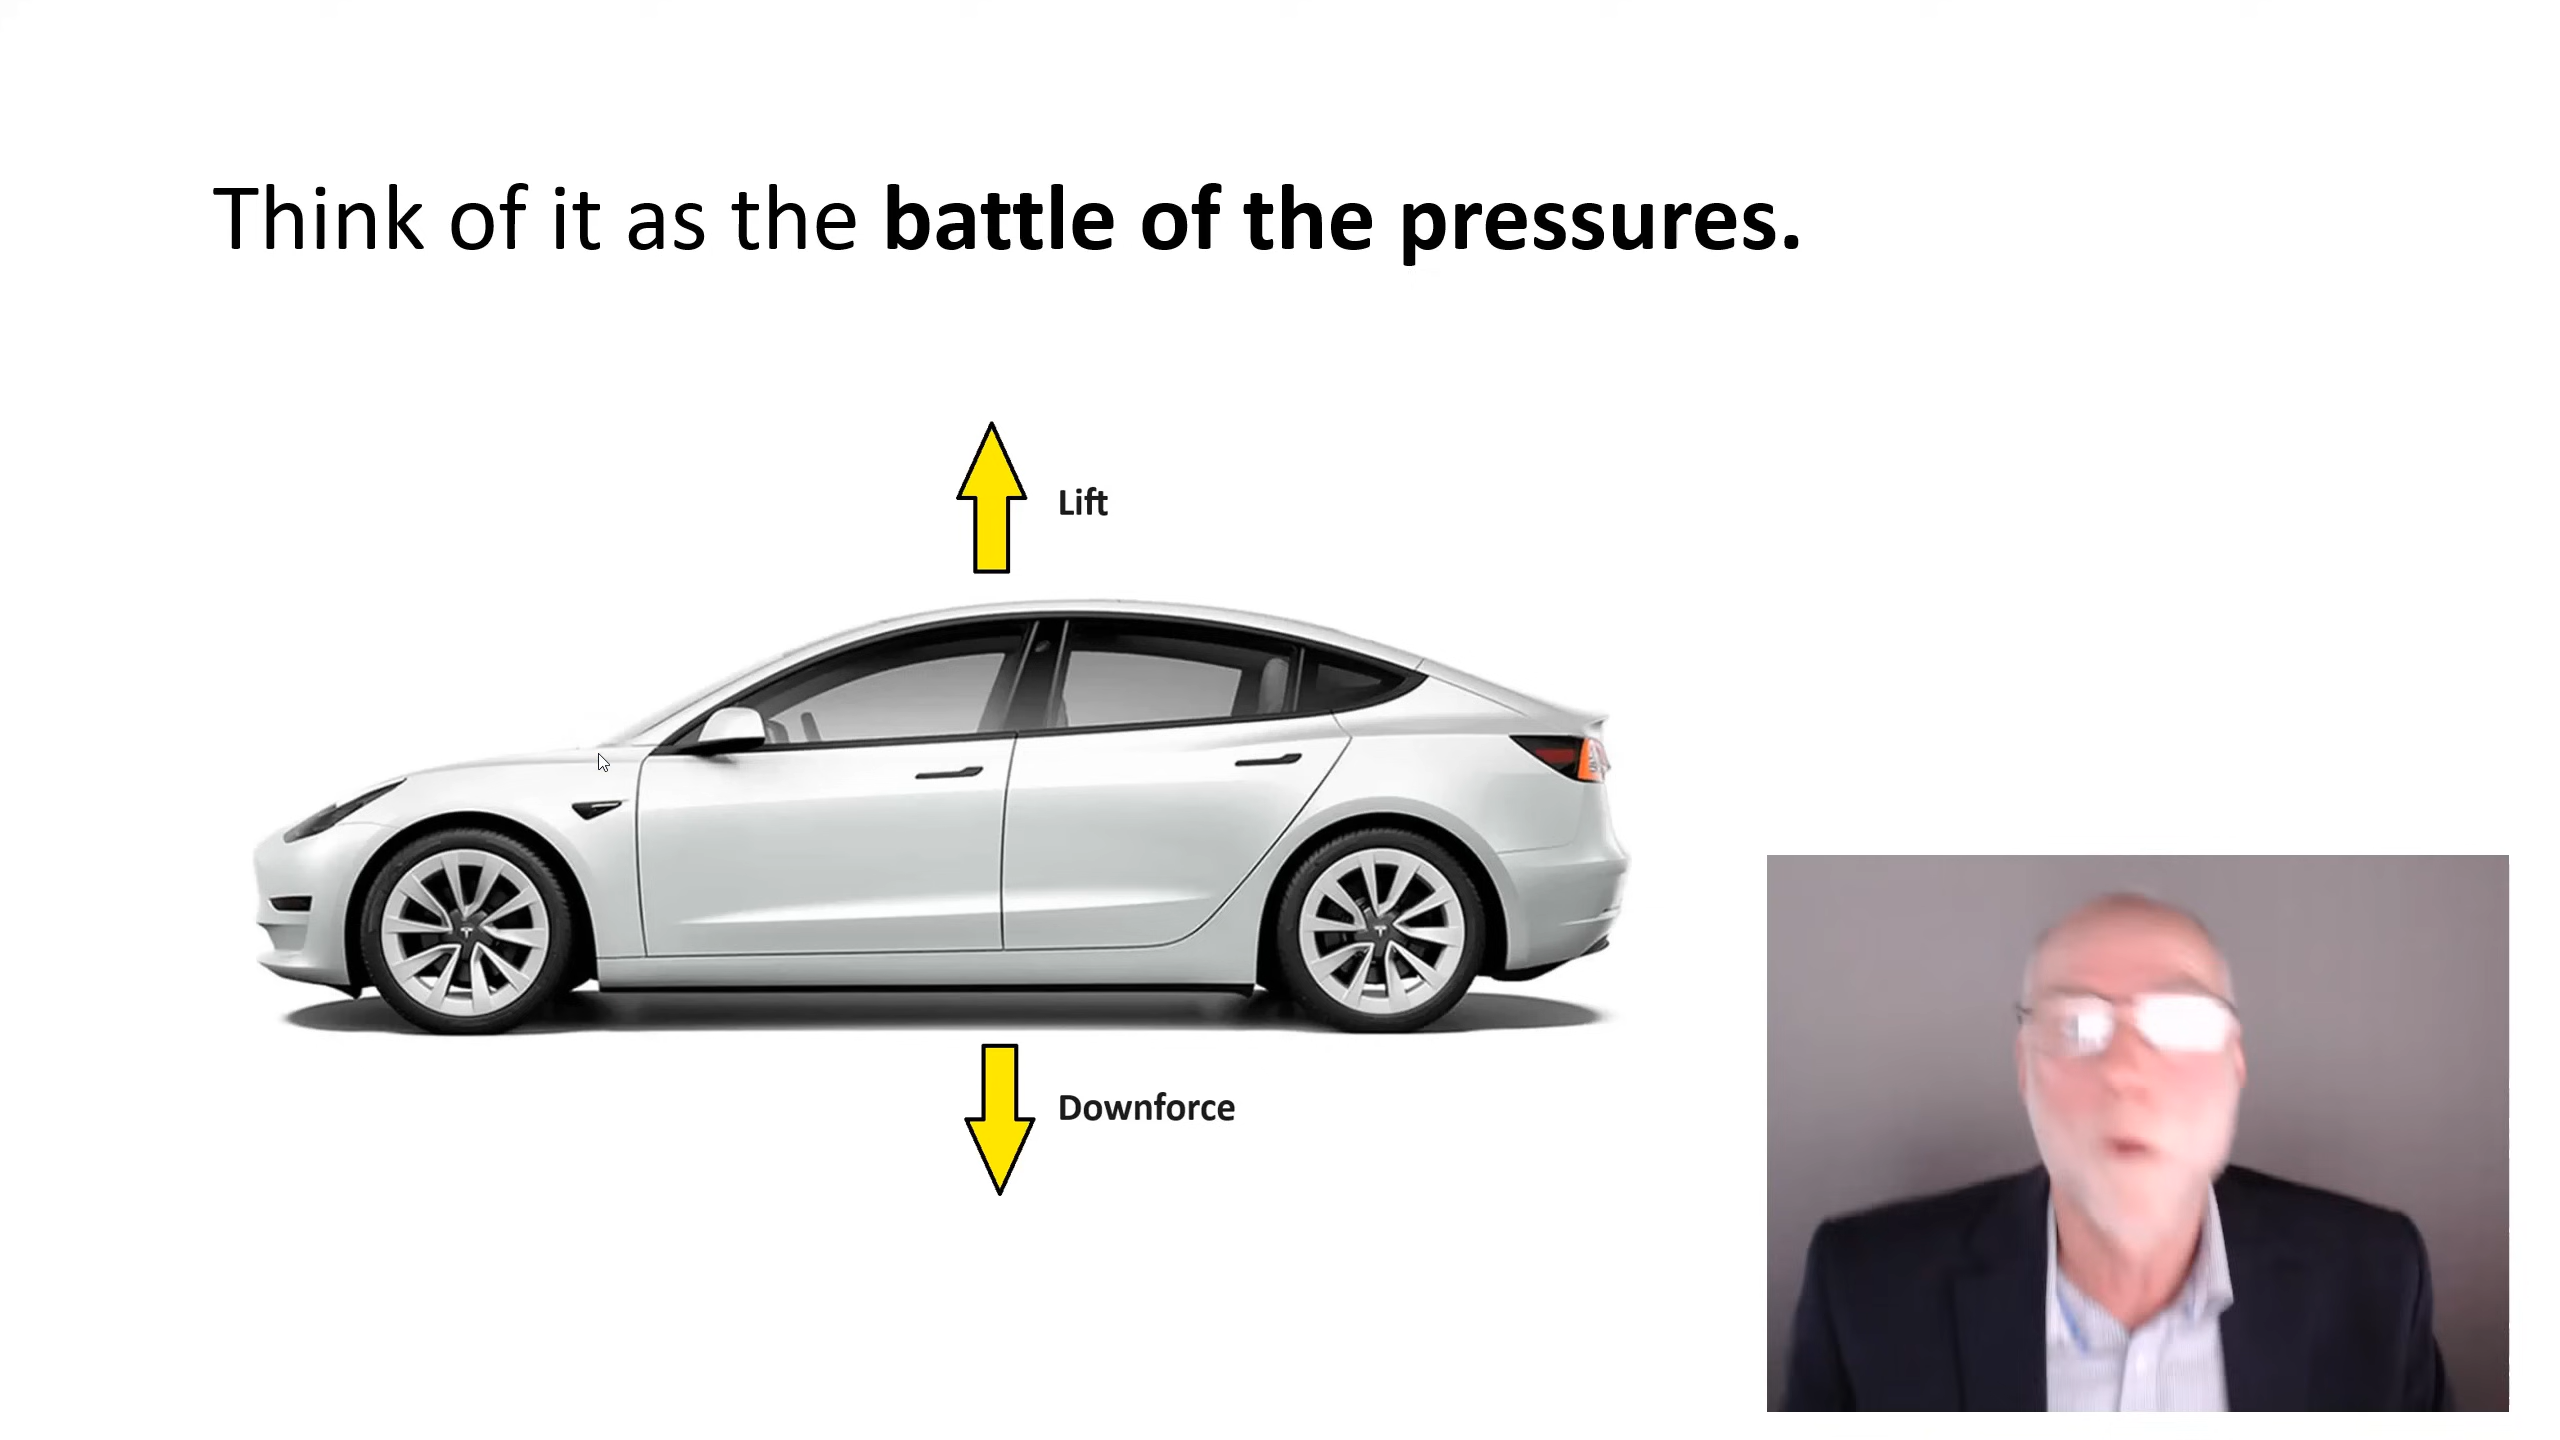 Think of it as the battle of the pressures.
Lift
Downforce